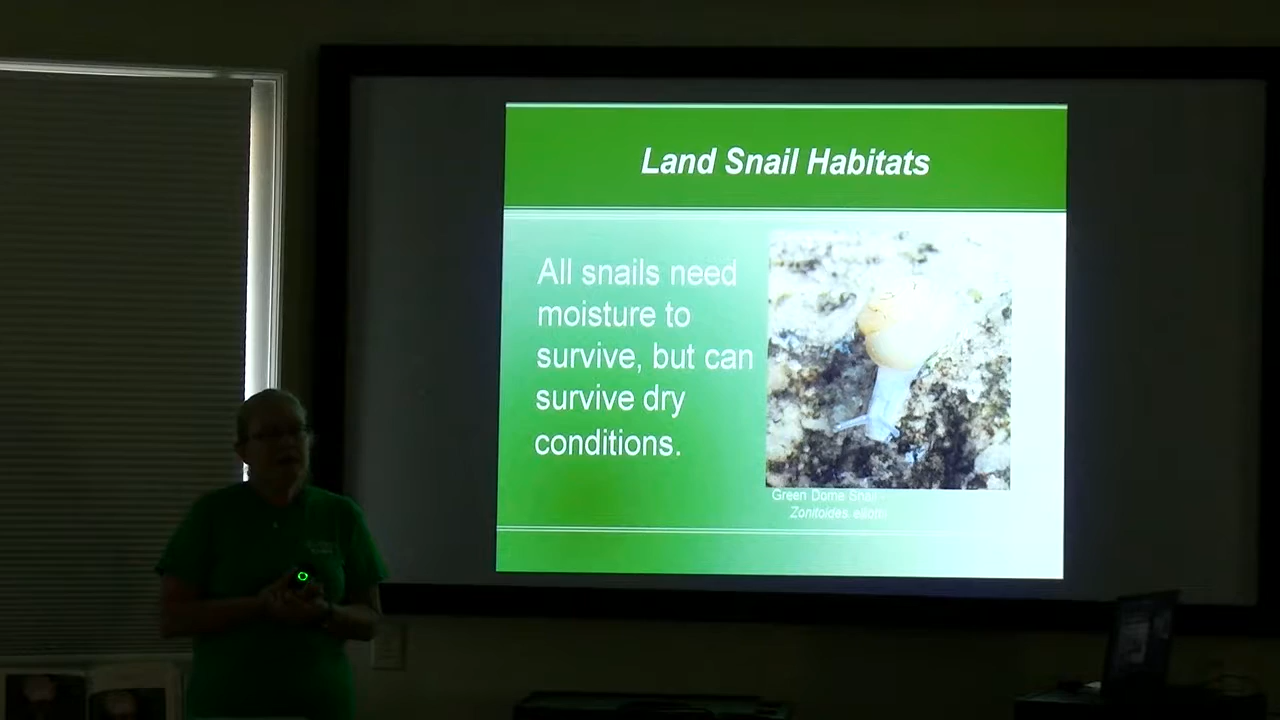 Land Snail Habitats
All snails need
moisture to
survive, but can
survive dry
conditions.
Green Dome Snail -
Zonitoides